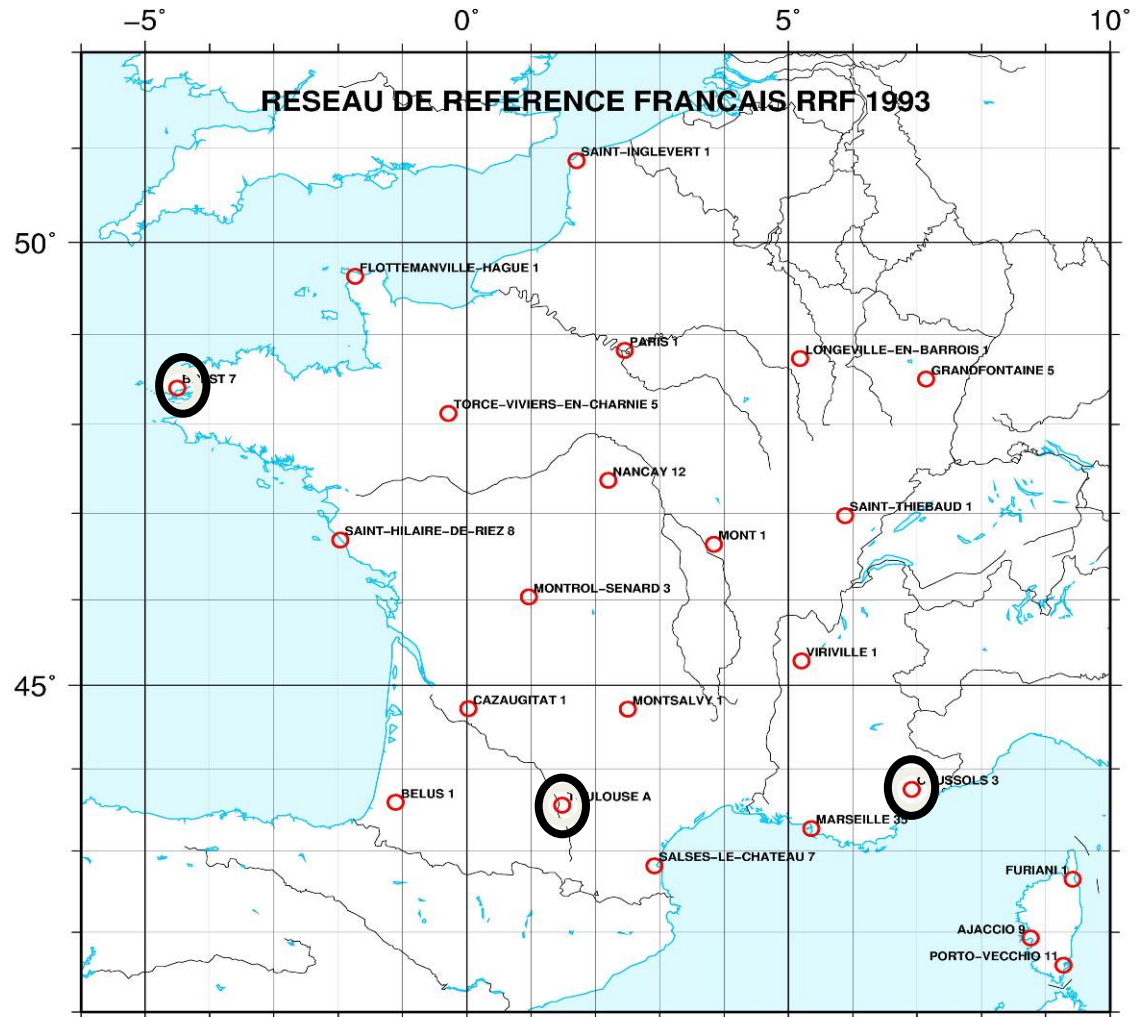 −5° 0° 5° 10°
RESEAU DE REFERENCE FRANCAIS RRF 1993
SAINT−INGLEVERT 1
50°
FLOTTEMANVILLE−HAGUE 1
PARIS 1
LONGEVILLE−EN−BARROIS 1
GRANDFONTAINE 5
7
TORCE−VIVIERS−EN−CHARNIE 5
NANCAY 12
SAINT−THIEBAUD 1
SAINT−HILAIRE−DE−RIEZ 8
MONT 1
MONTROL−SENARD 3
VIRIVILLE 1
45°
CAZAUGITAT 1
MONTSALVY 1
3
BELUS 1
TOULOUSE A
MARSEILLE 35
SALSES−LE−CHATEAU 7
FURIANI 1
AJACCIO 9
PORTO−VECCHIO 11